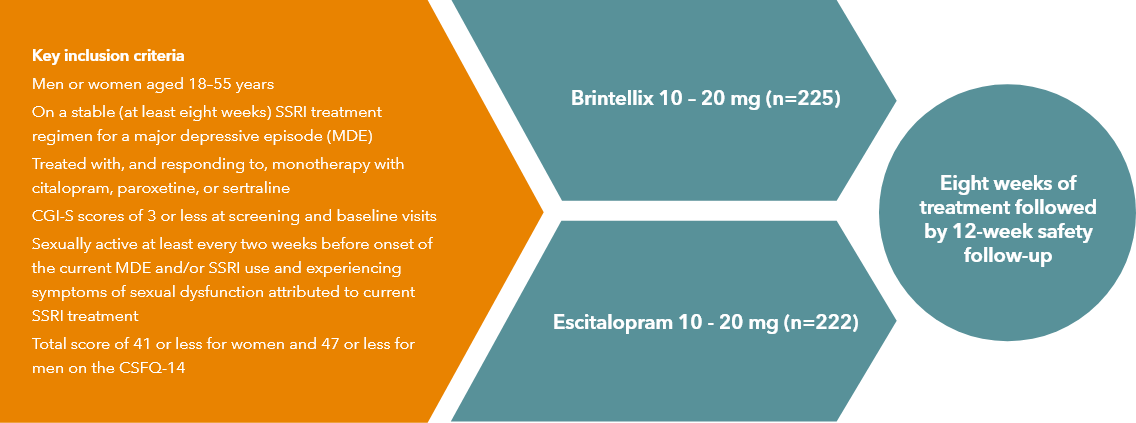 Key inclusion criteria
Men or women aged 18–55 years
On a stable (at least eight weeks) SSRI treatment
regimen for a major depressive episode (MDE)
Treated with, and responding to, monotherapy with
citalopram, paroxetine, or sertraline
CGI-S scores of 3 or less at screening and baseline visits
Sexually active at least every two weeks before onset of
the current MDE and/or SSRI use and experiencing
symptoms of sexual dysfunction attributed to current
SSRI treatment
Total score of 41 or less for women and 47 or less for
men on the CSFQ-14
Brintellix 10 – 20 mg (n=225)
Escitalopram 10 - 20 mg (n=222)
Eight weeks of
treatment followed
by 12-week safety
follow-up